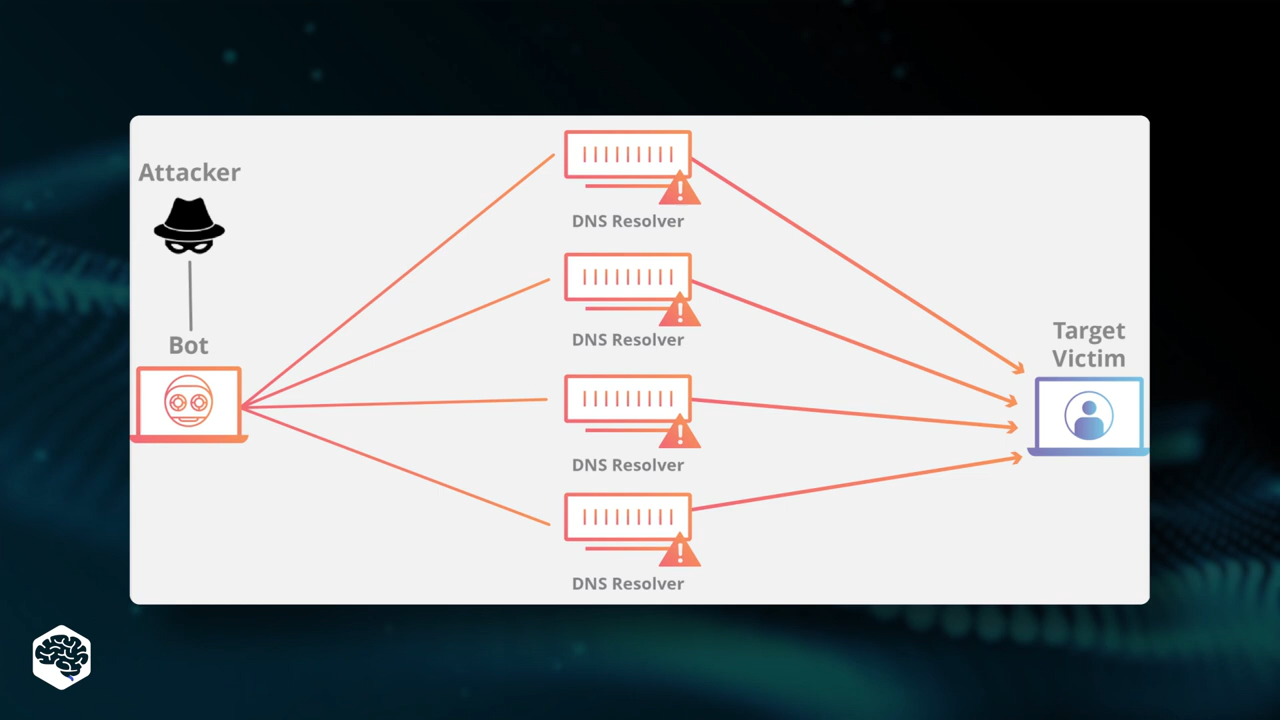 Attacker
Bot
DNS Resolver
DNS Resolver
DNS Resolver
DNS Resolver
Target
Victim